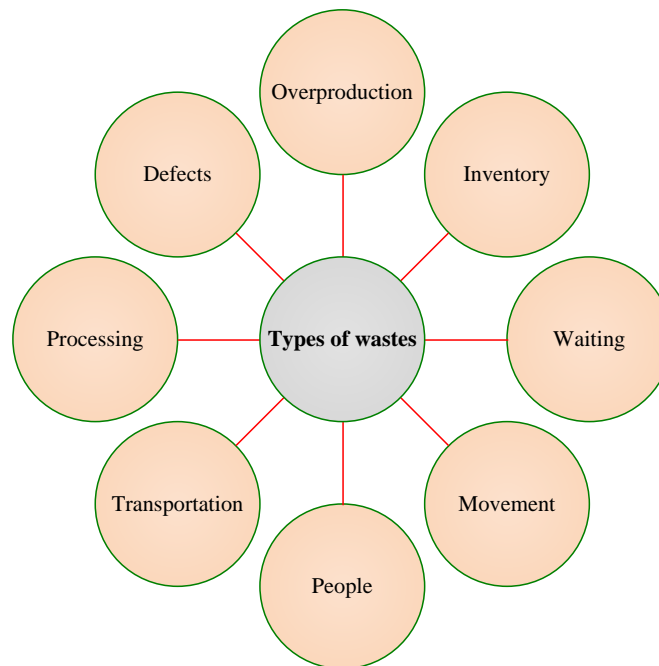 Overproduction
Defects
Inventory
Processing
Types of wastes
Waiting
Transportation
Movement
People